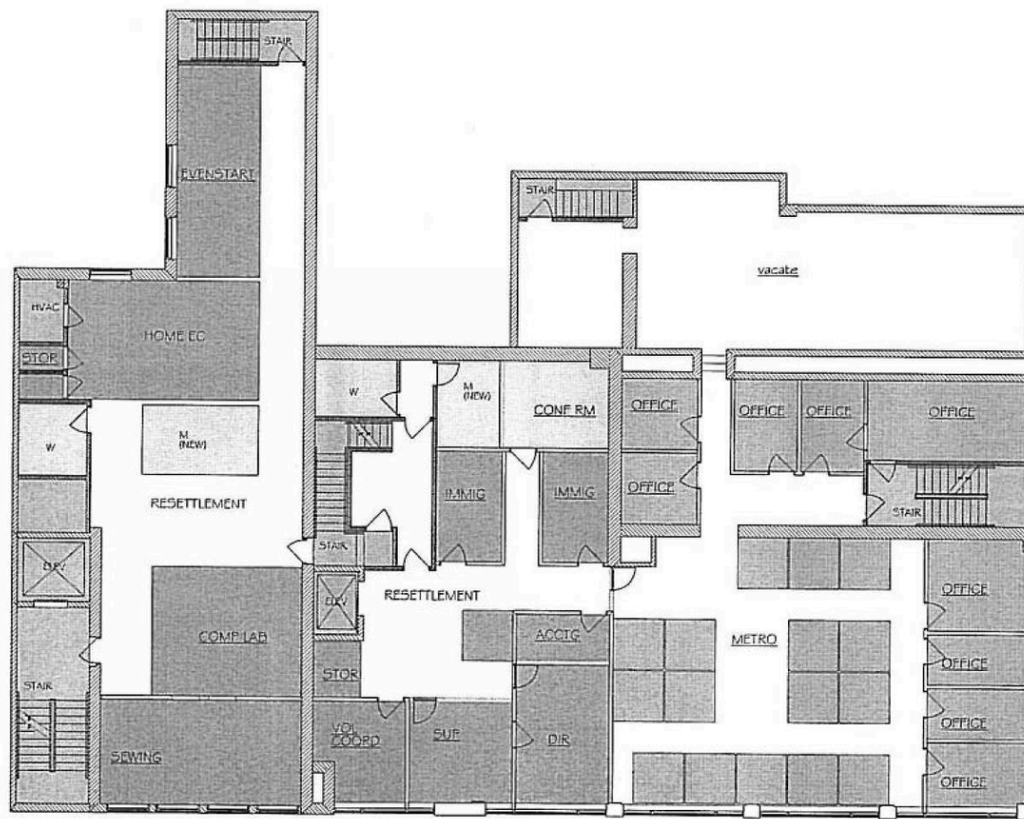 STAIR
EVENSTART
STAIR
vacate
HVAC
HOME EC
STOR
W
M
(NEW)
CONF RM
OFFICE
OFFICE
OFFICE
OFFICE
W
M
(NEW)
IMMIG
IMMIG
OFFICE
RESETTLEMENT
STAIR
STAIR
ELEV
ELEV
RESETTLEMENT
OFFICE
COMP LAB
ACCTG
METRO
OFFICE
STOR
STAIR
VOL
COORD
SUP
DIR
OFFICE
SEWING
OFFICE